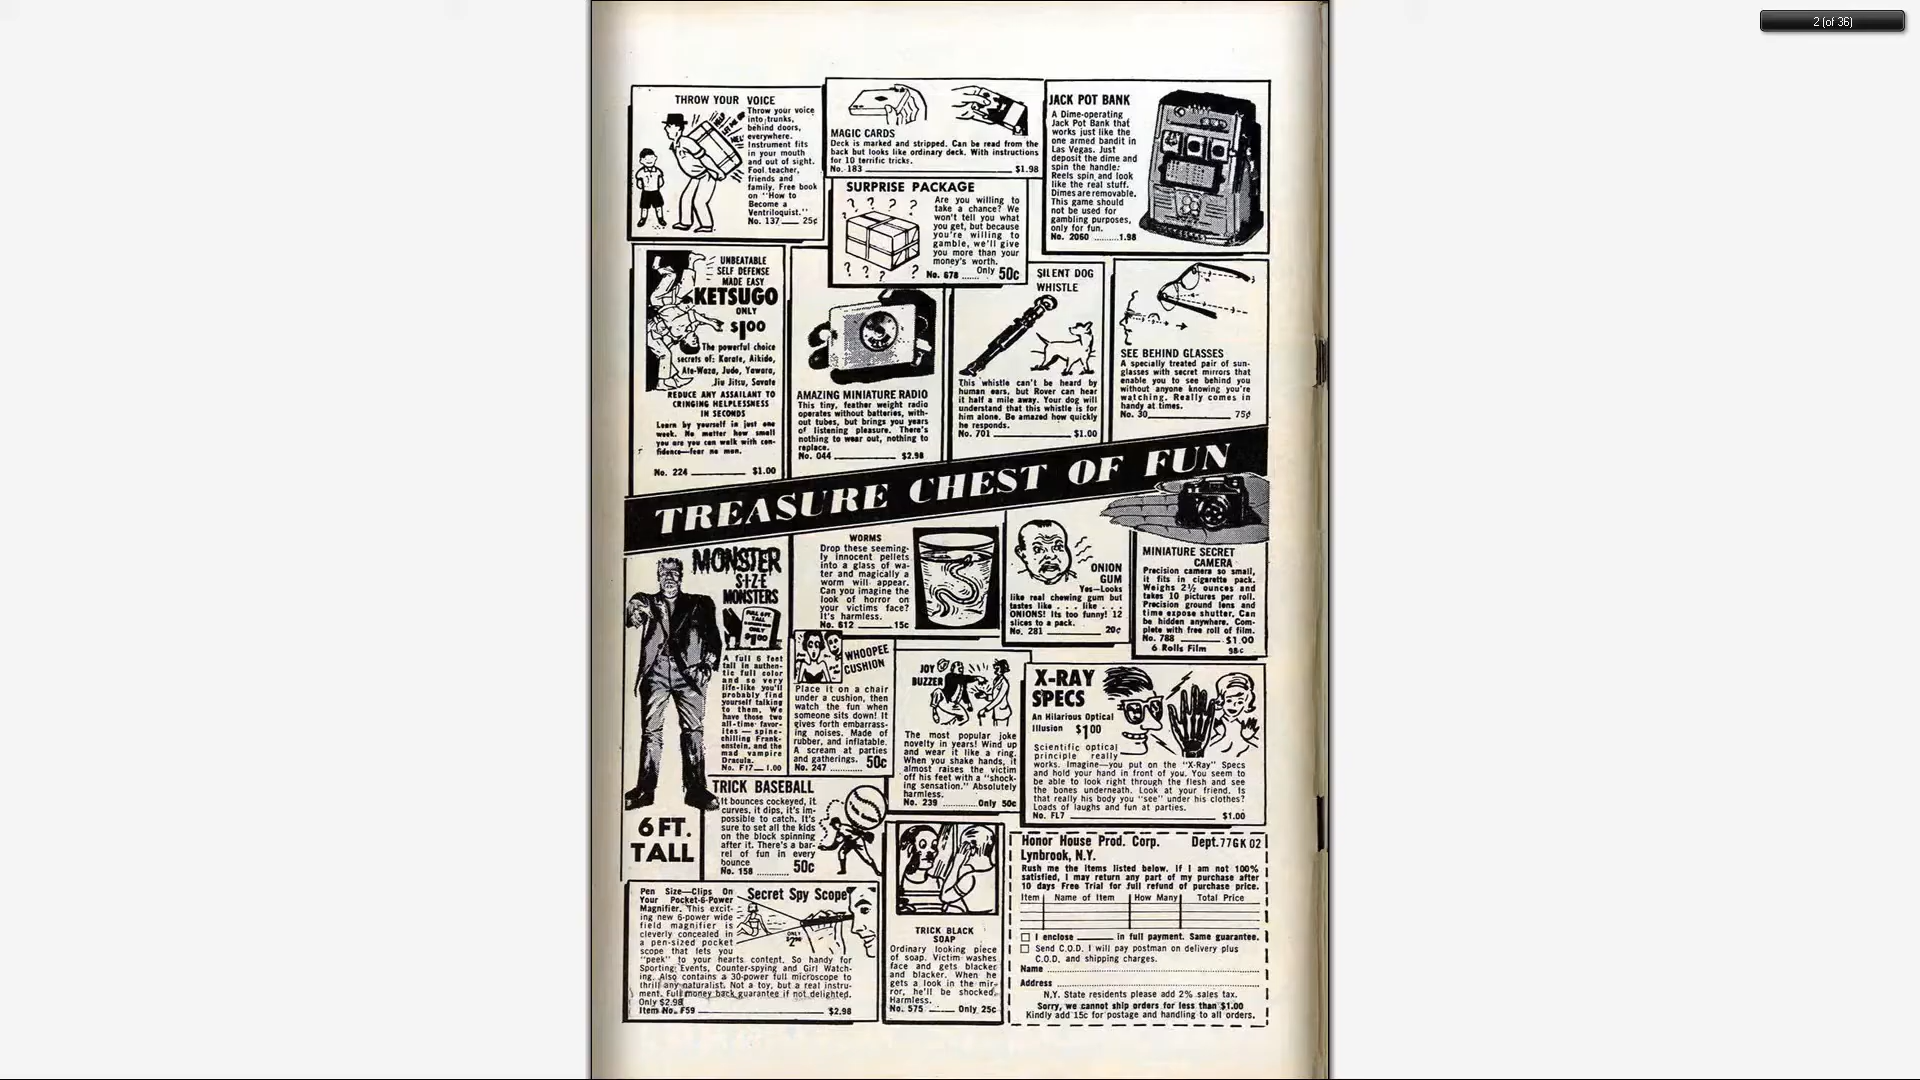 2 (of 36)
THROW YOUR VOICE
Throw your voice
into trunks,
behind doors,
everywhere.
Instrument fits
in your mouth
and out of sight.
Fool teacher,
friends and
family. Free book
on "How to
Become a
Ventriloquist."
No. 137 25¢
MAGIC CARDS
Deck is marked and stripped. Can be read from the
back but looks like ordinary deck. With instructions
for 10 terrific tricks.
No. 183 $1.98
JACK POT BANK
A Dime-operating
Jack Pot Bank that
works just like the
one armed bandit in
Las Vegas. Just
deposit the dime and
spin the handle:
Reels spin and look
like the real stuff.
Dimes are removable.
This game should
not be used for
gambling purposes,
only for fun.
No. 2060 ..........1.98
SURPRISE PACKAGE
Are you willing to
take a chance? We
won't tell you what
you get, but because
you're willing to
gamble, we'll give
you more than your
money's worth.
No. 678 ....... Only 50¢
UNBEATABLE
SELF DEFENSE
MADE EASY
KETSUGO
ONLY
$1.00
The powerful choice
secrets of: Karate, Aikido,
Ate-Waza, Judo, Yawara,
Jiu Jitsu, Savate
REDUCE ANY ASSAILANT TO
CRINGING HELPLESSNESS
IN SECONDS
Learn by yourself in just one
week. No matter how small
you are you can walk with con-
fidence—fear no man.
No. 224 $1.00
AMAZING MINIATURE RADIO
This tiny, feather weight radio
operates without batteries, with-
out tubes, but brings you years
of listening pleasure. There's
nothing to wear out, nothing to
replace.
No. 044 $2.98
SILENT DOG
WHISTLE
This whistle can't be heard by
human ears, but Rover can hear
it half a mile away. Your dog will
understand that this whistle is for
him alone. Be amazed how quickly
he responds.
No. 701 $1.00
SEE BEHIND GLASSES
A specially treated pair of sun-
glasses with secret mirrors that
enable you to see behind you
without anyone knowing you're
watching. Really comes in
handy at times.
No. 30 75¢
TREASURE CHEST OF FUN
MONSTER
S-I-Z-E
MONSTERS
FULL 6 FT.
TALL
ONLY
$1.00
A full 6 feet
tall in authen-
tic full color
and so very
life-like you'll
probably find
yourself talking
to them. We
have those two
all-time favor-
ites — spine-
chilling Frank-
enstein, and the
mad vampire
Dracula.
No. F17 1.00
6 FT.
TALL
WORMS
Drop these seeming-
ly innocent pellets
into a glass of wa-
ter and magically a
worm will appear.
Can you imagine the
look of horror on
your victims face?
It's harmless.
No. 612 15¢
ONION
GUM
Yes—Looks
like real chewing gum but
tastes like . . . like . . .
ONIONS! Its too funny! 12
slices to a pack.
No. 281 20¢
MINIATURE SECRET
CAMERA
Precision camera so small,
it fits in cigarette pack.
Weighs 2½ ounces and
takes 10 pictures per roll.
Precision ground lens and
time expose shutter. Can
be hidden anywhere. Com-
plete with free roll of film.
No. 788 $1.00
6 Rolls Film 98¢
WHOOPEE
CUSHION
Place it on a chair
under a cushion, then
watch the fun when
someone sits down! It
gives forth embarrass-
ing noises. Made of
rubber, and inflatable.
A scream at parties
and gatherings.
No. 247 ........... 50¢
JOY
BUZZER
The most popular joke
novelty in years! Wind up
and wear it like a ring.
When you shake hands, it
almost raises the victim
off his feet with a "shock-
ing sensation." Absolutely
harmless.
No. 239 ............Only 50¢
X-RAY
SPECS
An Hilarious Optical
Illusion $1.00
Scientific optical
principle really
works. Imagine—you put on the "X-Ray" Specs
and hold your hand in front of you. You seem to
be able to look right through the flesh and see
the bones underneath. Look at your friend. Is
that really his body you "see" under his clothes?
Loads of laughs and fun at parties.
No. FL7 $1.00
TRICK BASEBALL
It bounces cockeyed, it
curves, it dips, it's im-
possible to catch. It's
sure to set all the kids
on the block spinning
after it. There's a bar-
rel of fun in every
bounce
No. 158 ........... 50¢
Secret Spy Scope
ONLY
$2.98
Pen Size—Clips On
Your Pocket-6-Power
Magnifier. This excit-
ing new 6-power wide
field magnifier is
cleverly concealed in
a pen-sized pocket
scope that lets you
"peek" to your hearts content. So handy for
Sporting Events, Counter-spying and Girl Watch-
ing. Also contains a 30-power full microscope to
thrill any naturalist. Not a toy, but a real instru-
ment. Full money back guarantee if not delighted.
Only $2.98
Item No. F59 $2.98
TRICK BLACK
SOAP
Ordinary looking piece
of soap. Victim washes
face and gets blacker
and blacker. When he
gets a look in the mir-
ror, he'll be shocked.
Harmless.
No. 575 Only 25¢
Honor House Prod. Corp. Dept.77GK02
Lynbrook, N.Y.
Rush me the items listed below. If I am not 100%
satisfied, I may return any part of my purchase after
10 days Free Trial for full refund of purchase price.
Item Name of Item How Many Total Price
I enclose in full payment. Same guarantee.
Send C.O.D. I will pay postman on delivery plus
C.O.D. and shipping charges.
Name
Address
N.Y. State residents please add 2% sales tax.
Sorry, we cannot ship orders for less than $1.00
Kindly add 15¢ for postage and handling to all orders.